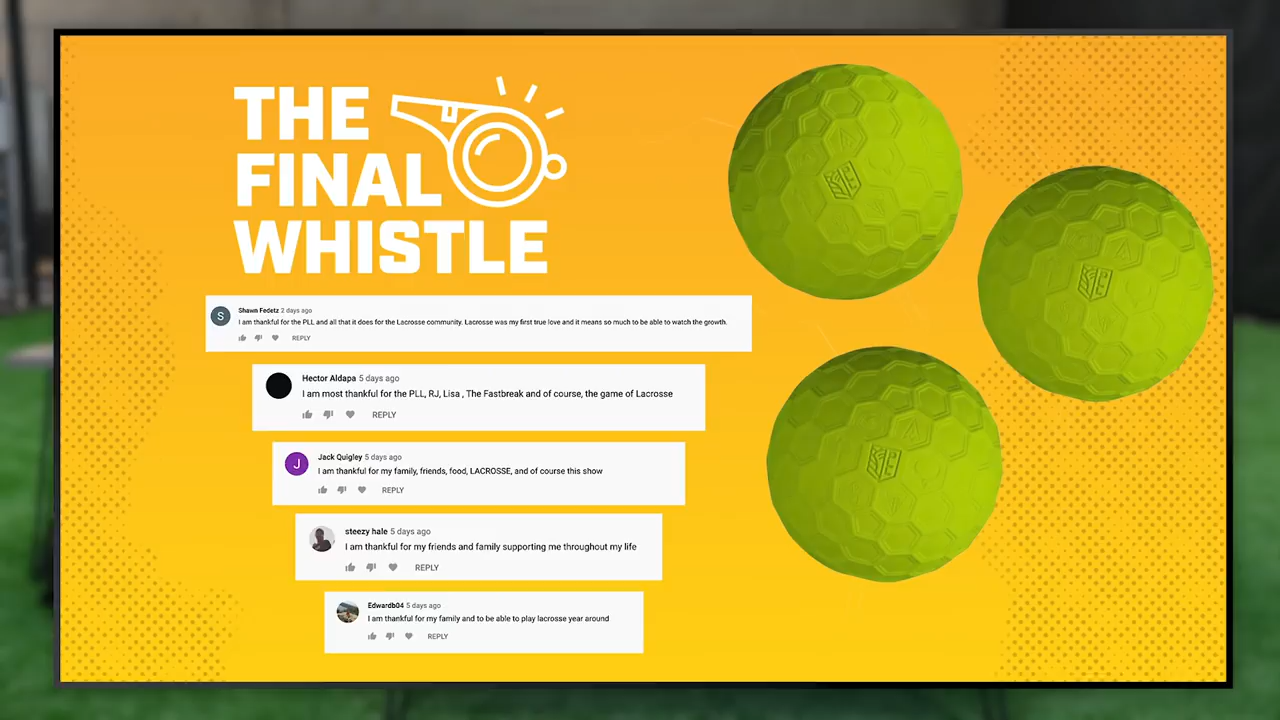 THE
FINAL
WHISTLE
S
Shawn Fedetz 2 days ago
I am thankful for the PLL and all that it does for the Lacrosse community. Lacrosse was my first true love and it means so much to be able to watch the growth.
REPLY
Hector Aldapa 5 days ago
I am most thankful for the PLL, RJ, Lisa , The Fastbreak and of course, the game of Lacrosse
REPLY
J
Jack Quigley 5 days ago
I am thankful for my family, friends, food, LACROSSE, and of course this show
REPLY
steezy hale 5 days ago
I am thankful for my friends and family supporting me throughout my life
REPLY
Edwardb04 5 days ago
I am thankful for my family and to be able to play lacrosse year around
REPLY